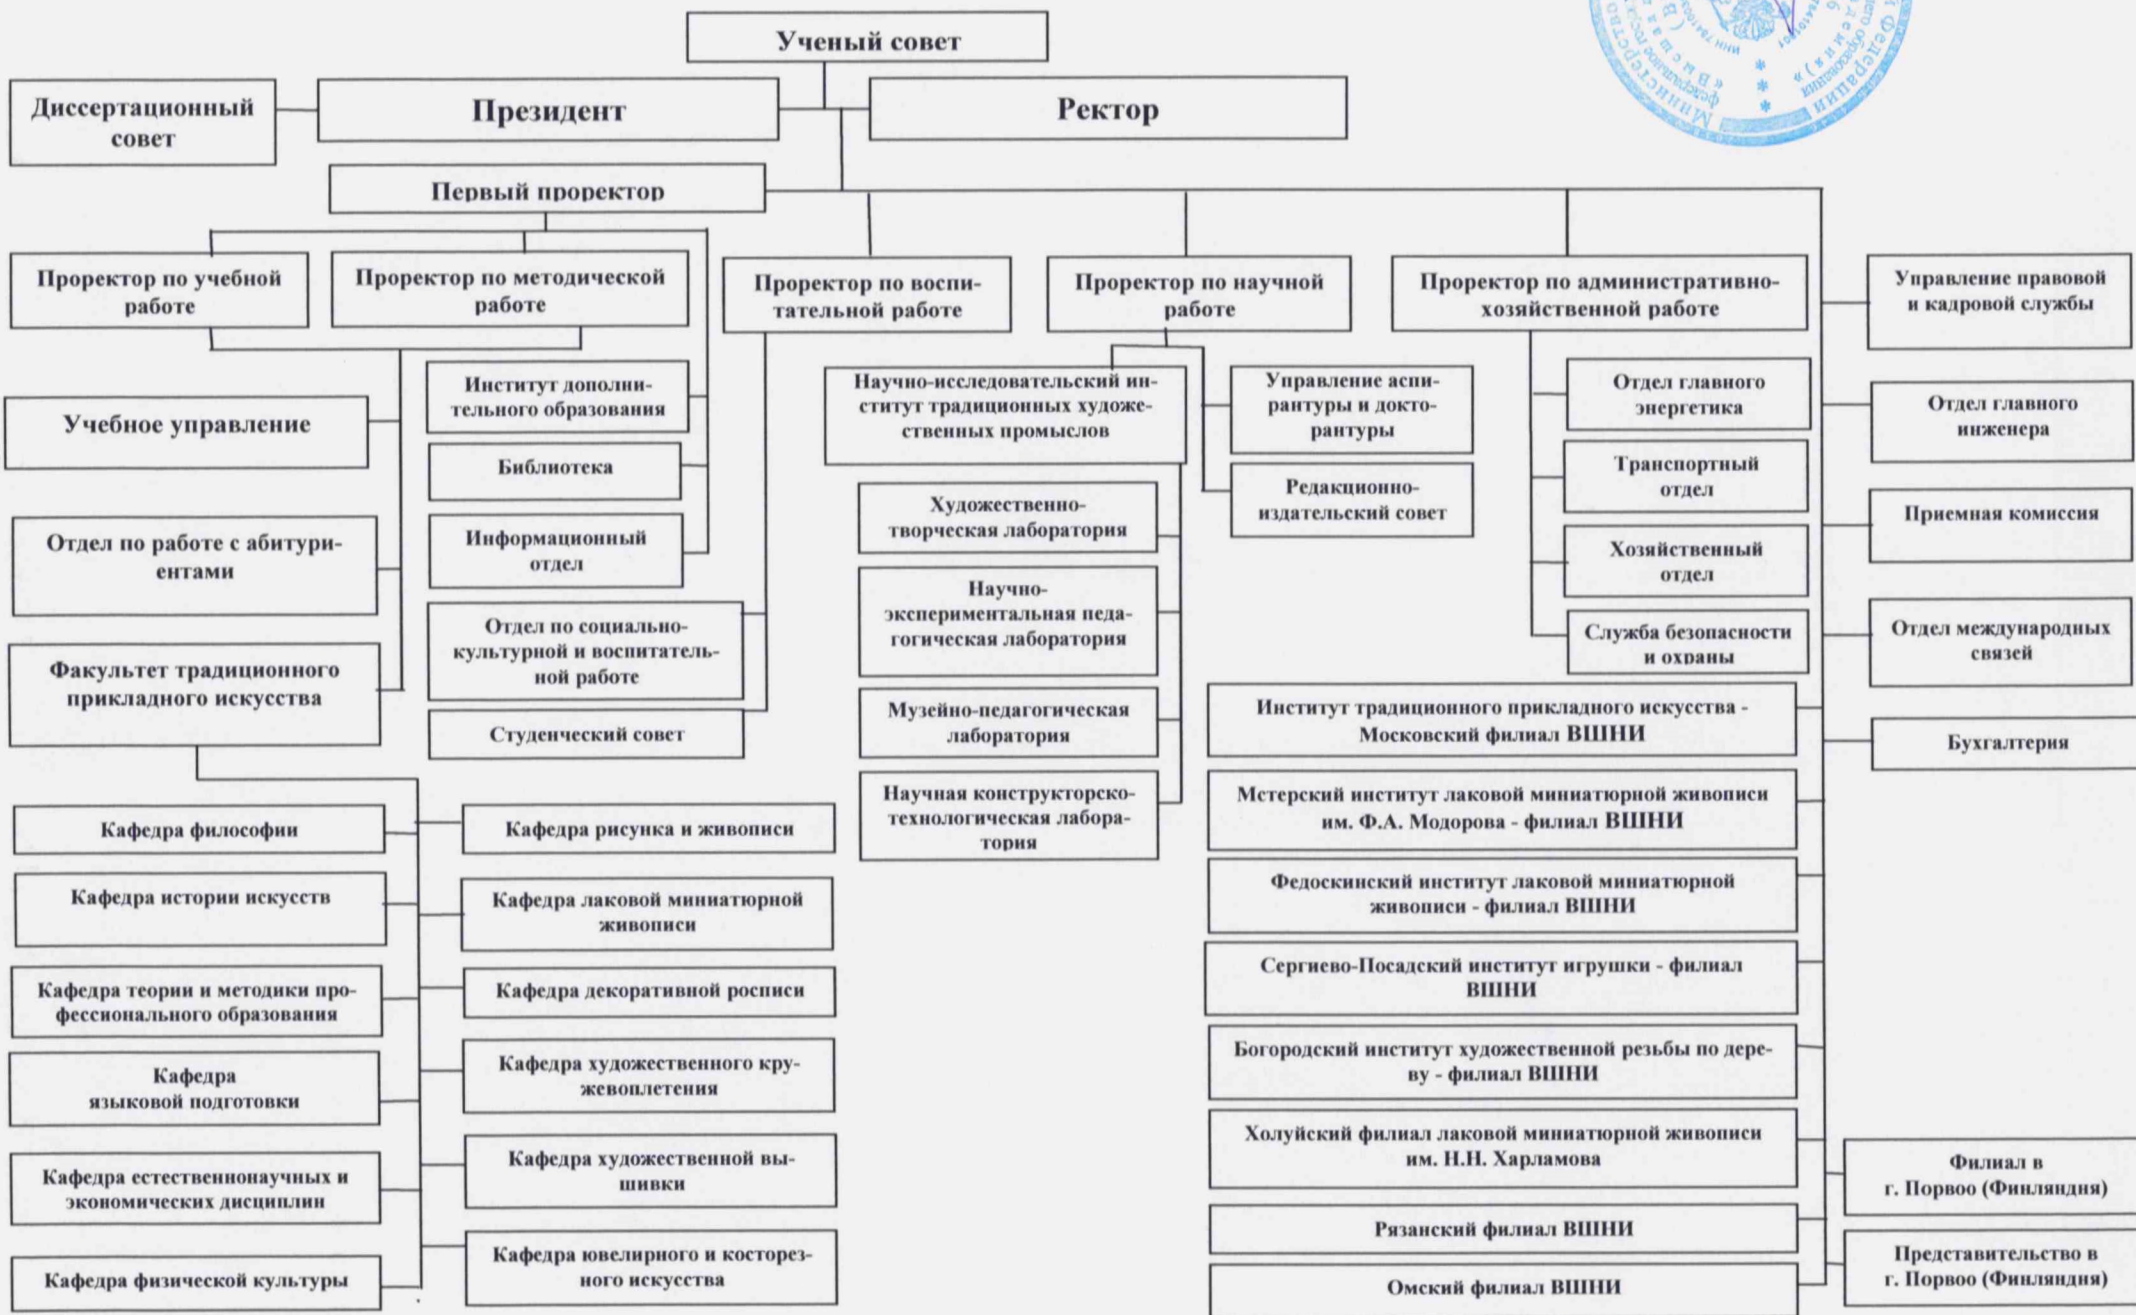 Ученый совет
Диссертационный
совет
Президент
Ректор
Первый проректор
Проректор по учебной
работе
Проректор по методической
работе
Проректор по воспи-
тательной работе
Проректор по научной
работе
Проректор по административно-
хозяйственной работе
Управление правовой
и кадровой службы
Учебное управление
Отдел по работе с абитури-
ентами
Факультет традиционного
прикладного искусства
Институт дополни-
тельного образования
Библиотека
Информационный
отдел
Отдел по социально-
культурной и воспитатель-
ной работе
Студенческий совет
Научно-исследовательский ин-
ститут традиционных художе-
ственных промыслов
Художественно-
творческая лаборатория
Научно-
экспериментальная педа-
гогическая лаборатория
Музейно-педагогическая
лаборатория
Научная конструкторско-
технологическая лабора-
тория
Управление аспи-
рантуры и докто-
рантуры
Редакционно-
издательский совет
Отдел главного
энергетика
Транспортный
отдел
Хозяйственный
отдел
Служба безопасности
и охраны
Отдел главного
инженера
Приемная комиссия
Отдел международных
связей
Бухгалтерия
Институт традиционного прикладного искусства -
Московский филиал ВШНИ
Мстерский институт лаковой миниатюрной живописи
им. Ф.А. Модорова - филиал ВШНИ
Федоскинский институт лаковой миниатюрной
живописи - филиал ВШНИ
Сергиево-Посадский институт игрушки - филиал
ВШНИ
Богородский институт художественной резьбы по дере-
ву - филиал ВШНИ
Холуйский филиал лаковой миниатюрной живописи
им. Н.Н. Харламова
Рязанский филиал ВШНИ
Омский филиал ВШНИ
Филиал в
г. Порвоо (Финляндия)
Представительство в
г. Порвоо (Финляндия)
Кафедра философии
Кафедра истории искусств
Кафедра теории и методики про-
фессионального образования
Кафедра
языковой подготовки
Кафедра естественнонаучных и
экономических дисциплин
Кафедра физической культуры
Кафедра рисунка и живописи
Кафедра лаковой миниатюрной
живописи
Кафедра декоративной росписи
Кафедра художественного кру-
жевоплетения
Кафедра художественной вы-
шивки
Кафедра ювелирного и косторез-
ного искусства